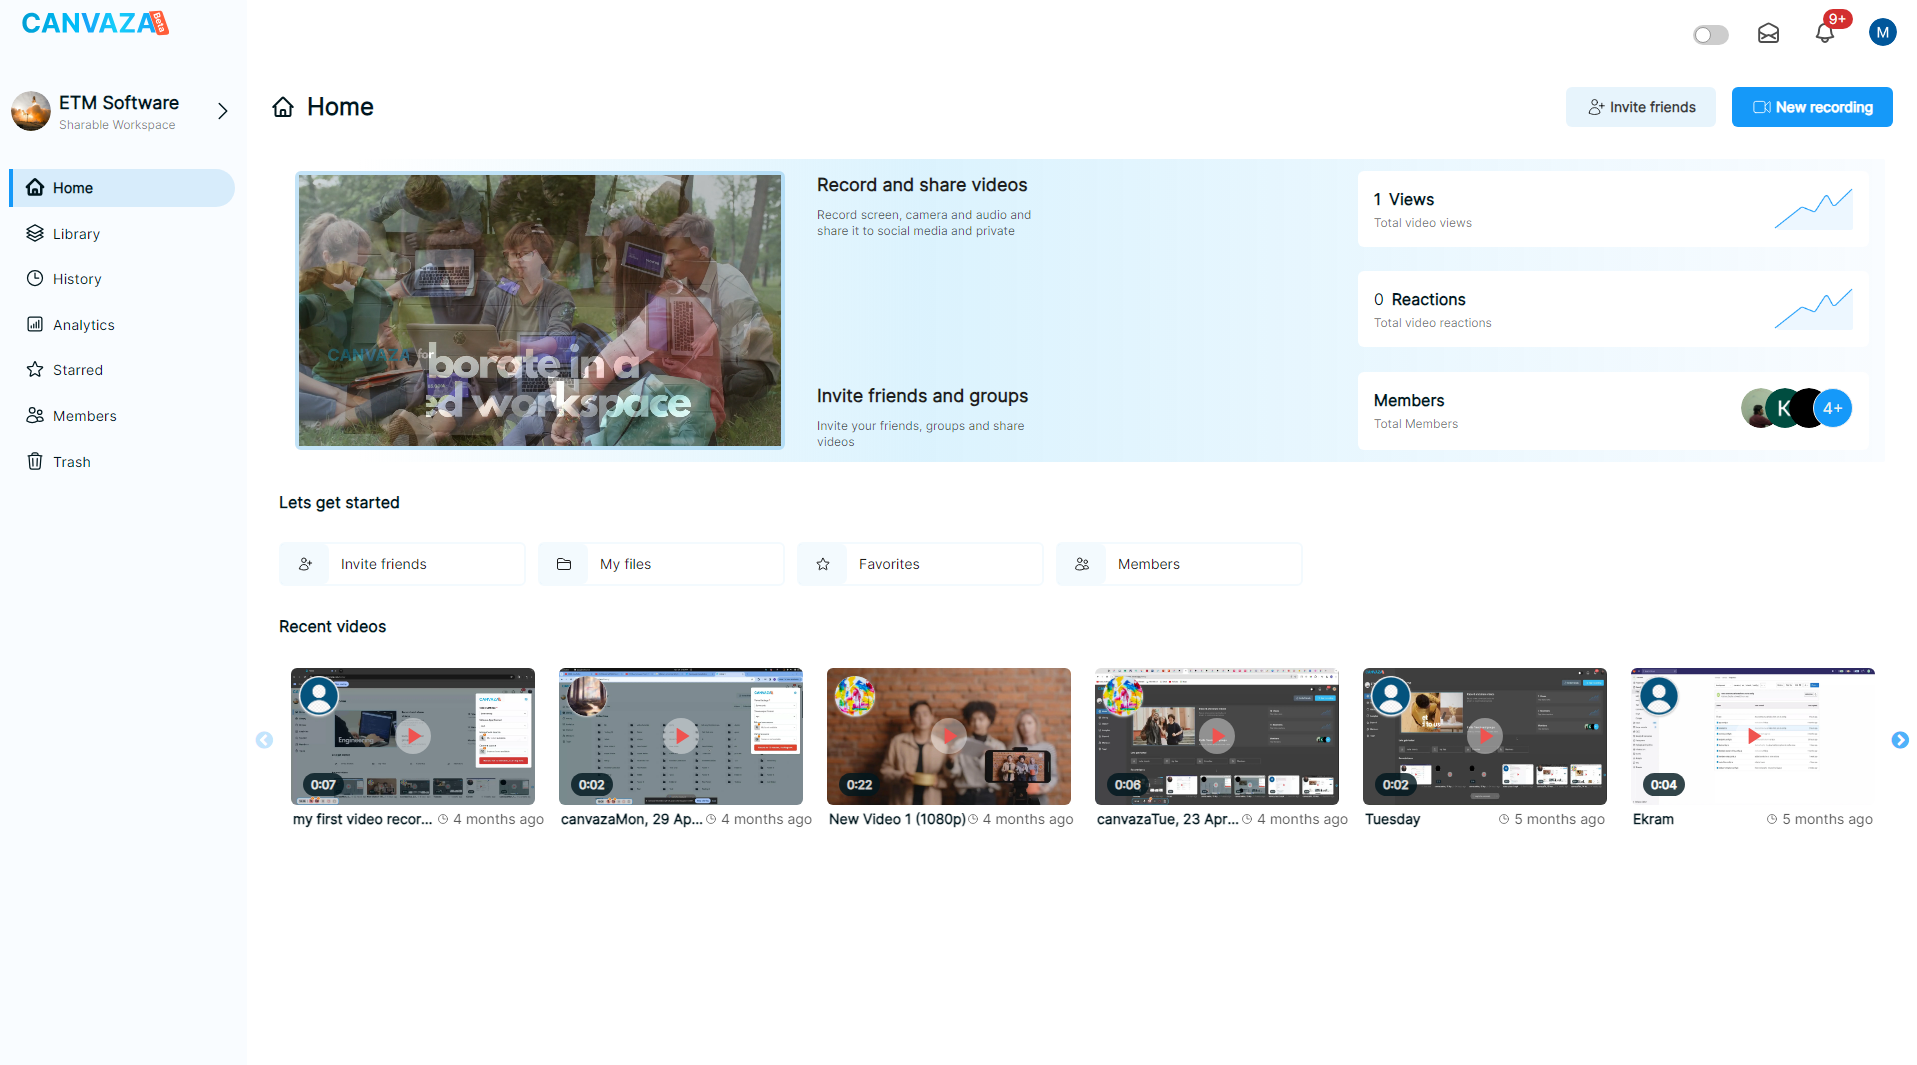 CANVAZA Beta
9+
M
ETM Software
Sharable Workspace
Home
Library
History
Analytics
Starred
Members
Trash
Home
Invite friends
New recording
CANVAZA for
borate in a
ed workspace
Record and share videos
Record screen, camera and audio and
share it to social media and private
Invite friends and groups
Invite your friends, groups and share
videos
1 Views
Total video views
0 Reactions
Total video reactions
Members
Total Members
K
4+
Lets get started
Invite friends
My files
Favorites
Members
Recent videos
Engineering
0:07
0:02
0:22
0:06
0:02
0:04
my first video recor... 4 months ago
canvazaMon, 29 Ap... 4 months ago
New Video 1 (1080p) 4 months ago
canvazaTue, 23 Apr... 4 months ago
Tuesday 5 months ago
Ekram 5 months ago